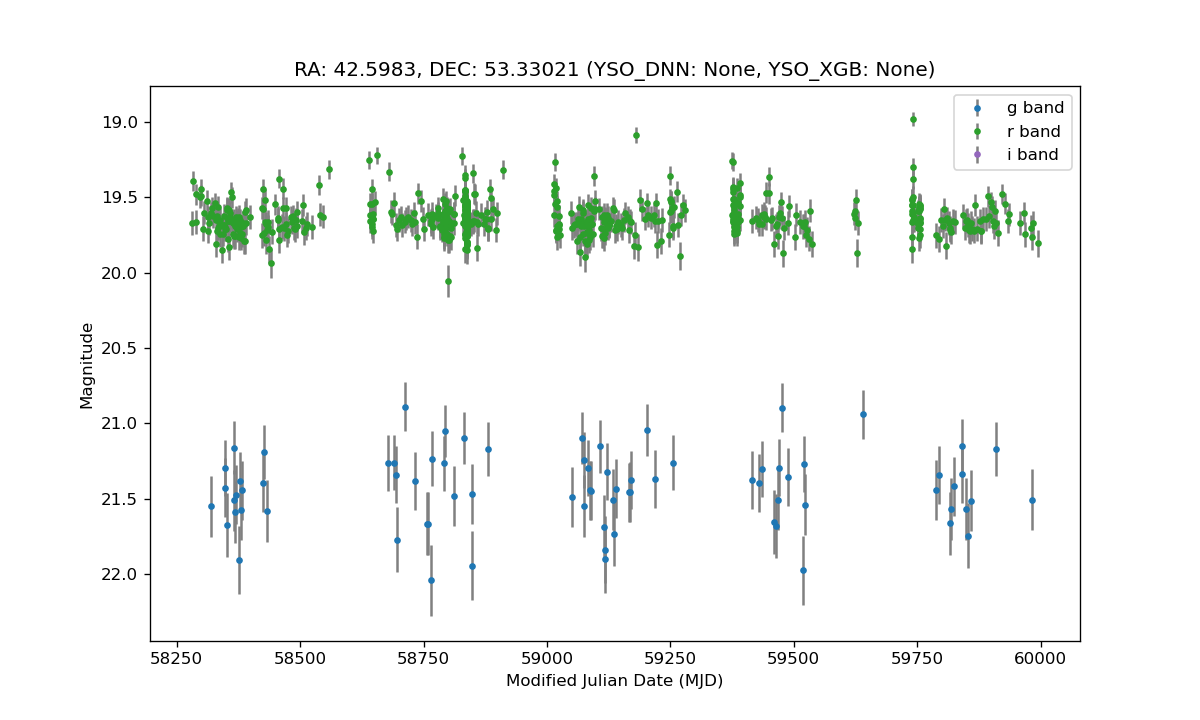 RA: 42.5983, DEC: 53.33021 (YSO_DNN: None, YSO_XGB: None)
g band
r band
i band
19.0
19.5
20.0
20.5
21.0
21.5
22.0
Magnitude
58250 58500 58750 59000 59250 59500 59750 60000
Modified Julian Date (MJD)